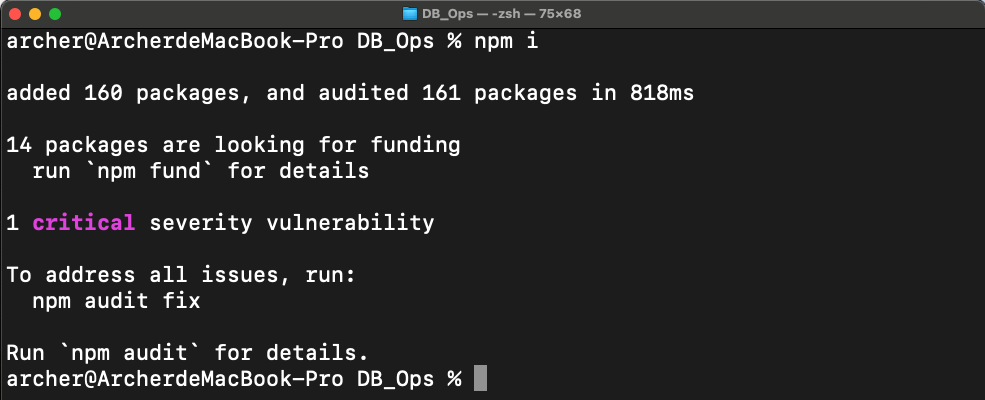 DB_Ops — -zsh — 75×68
archer@ArcherdeMacBook-Pro DB_Ops % npm i
added 160 packages, and audited 161 packages in 818ms
14 packages are looking for funding
  run `npm fund` for details
1 critical severity vulnerability
To address all issues, run:
  npm audit fix
Run `npm audit` for details.
archer@ArcherdeMacBook-Pro DB_Ops %